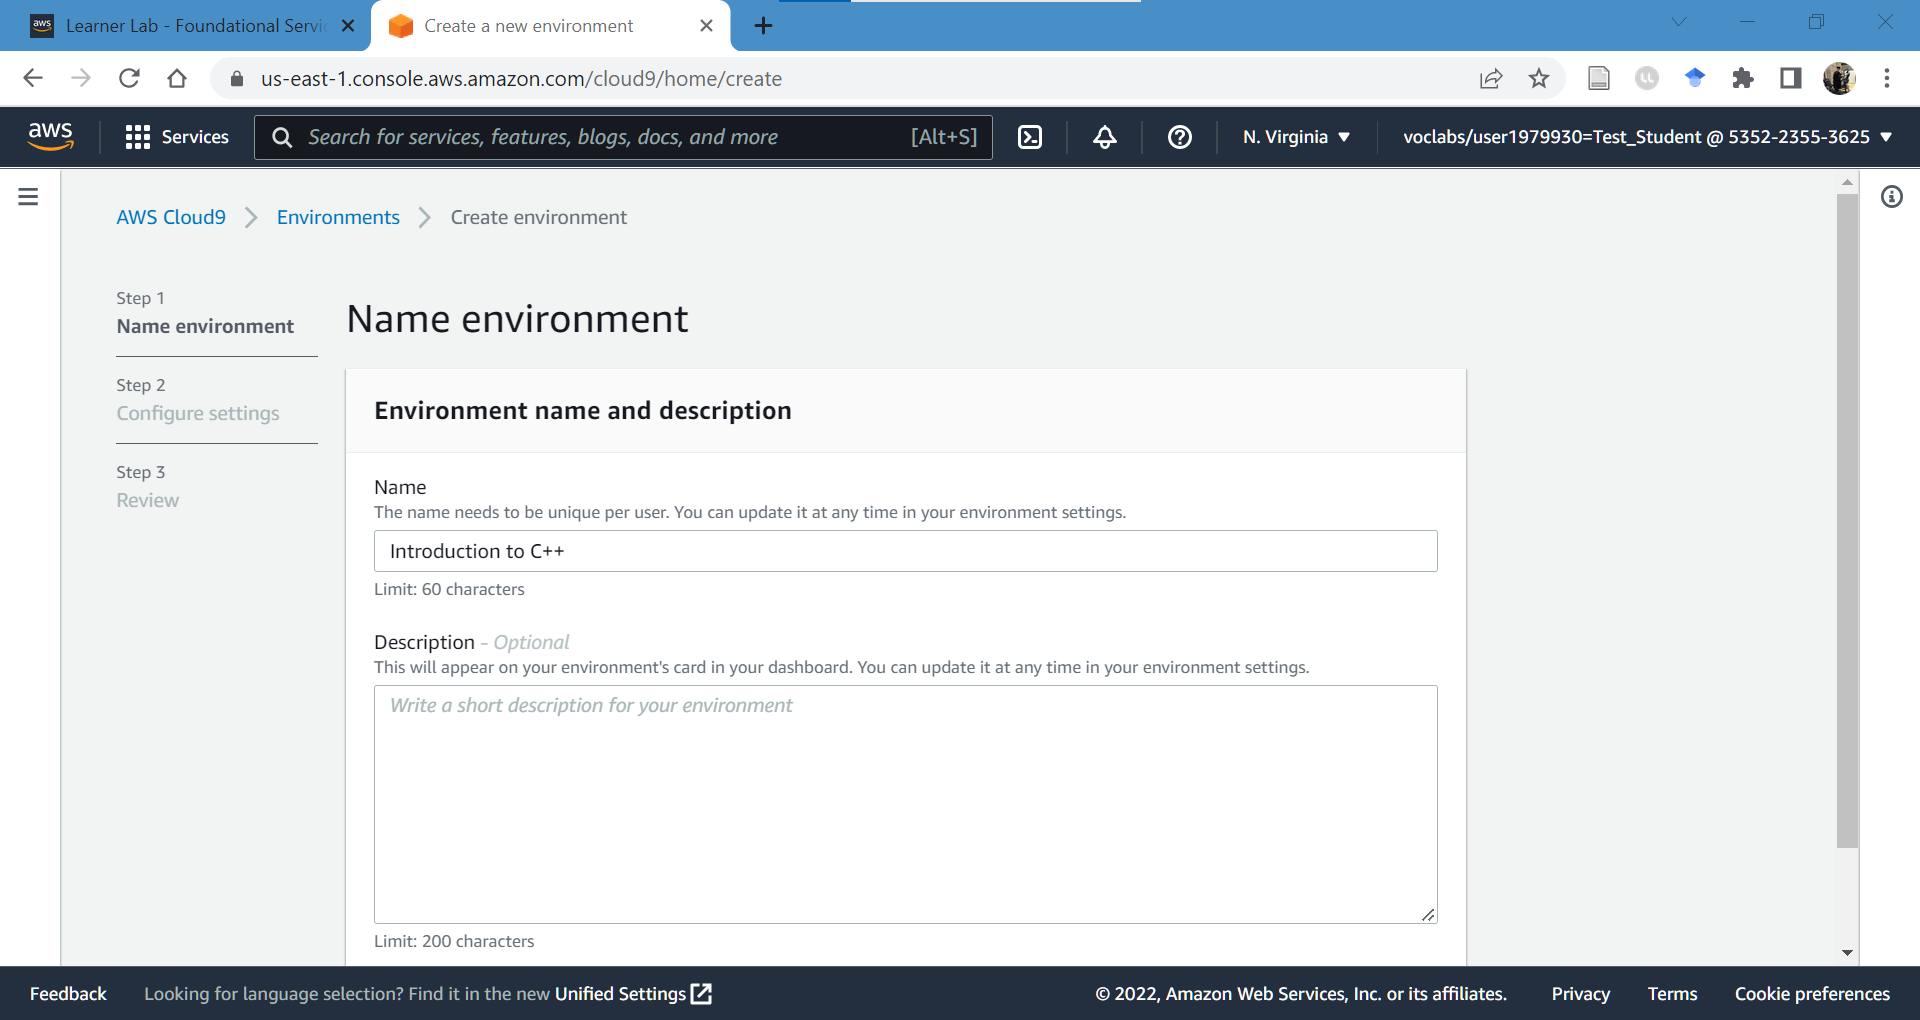 aws Learner Lab - Foundational Servi
Create a new environment
us-east-1.console.aws.amazon.com/cloud9/home/create
aws
Services
Search for services, features, blogs, docs, and more [Alt+S]
N. Virginia
voclabs/user1979930=Test_Student @ 5352-2355-3625
AWS Cloud9
Environments
Create environment
Step 1
Name environment
Step 2
Configure settings
Step 3
Review
Name environment
Environment name and description
Name
The name needs to be unique per user. You can update it at any time in your environment settings.
Introduction to C++
Limit: 60 characters
Description - Optional
This will appear on your environment's card in your dashboard. You can update it at any time in your environment settings.
Write a short description for your environment
Limit: 200 characters
Feedback
Looking for language selection? Find it in the new Unified Settings
© 2022, Amazon Web Services, Inc. or its affiliates.
Privacy
Terms
Cookie preferences